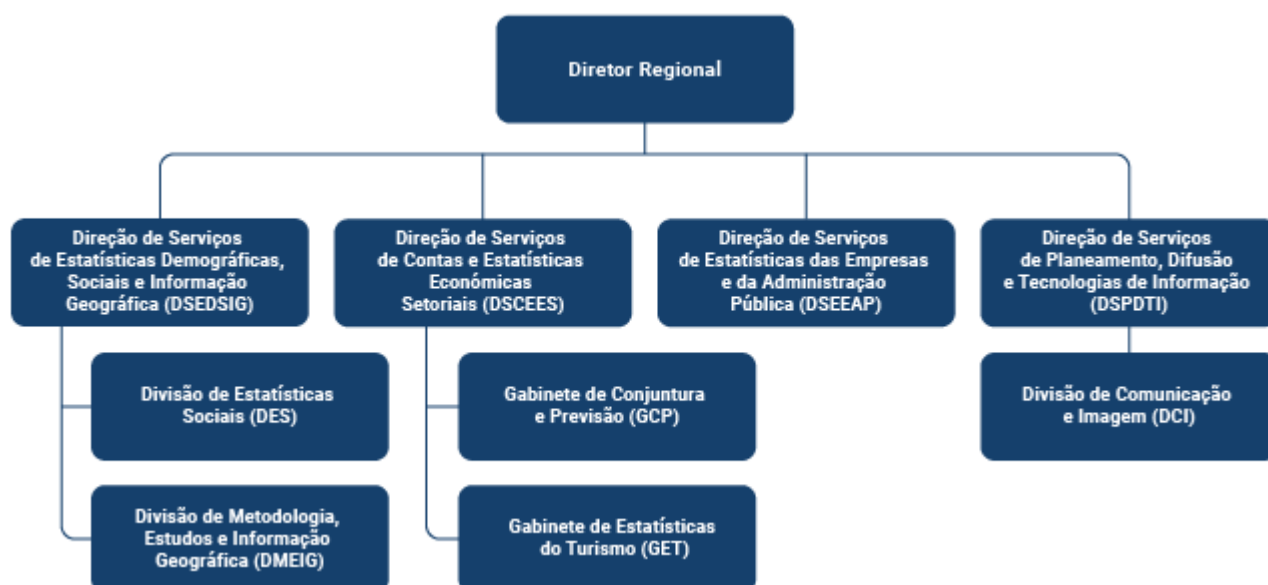 Diretor Regional
Direção de Serviços
de Estatísticas Demográficas,
Sociais e Informação
Geográfica (DSEDSIG)
Direção de Serviços
de Contas e Estatísticas
Económicas
Setoriais (DSCEES)
Direção de Serviços
de Estatísticas das Empresas
e da Administração
Pública (DSEEAP)
Direção de Serviços
de Planeamento, Difusão
e Tecnologias de Informação
(DSPDTI)
Divisão de Estatísticas
Sociais (DES)
Gabinete de Conjuntura
e Previsão (GCP)
Divisão de Comunicação
e Imagem (DCI)
Divisão de Metodologia,
Estudos e Informação
Geográfica (DMEIG)
Gabinete de Estatísticas
do Turismo (GET)